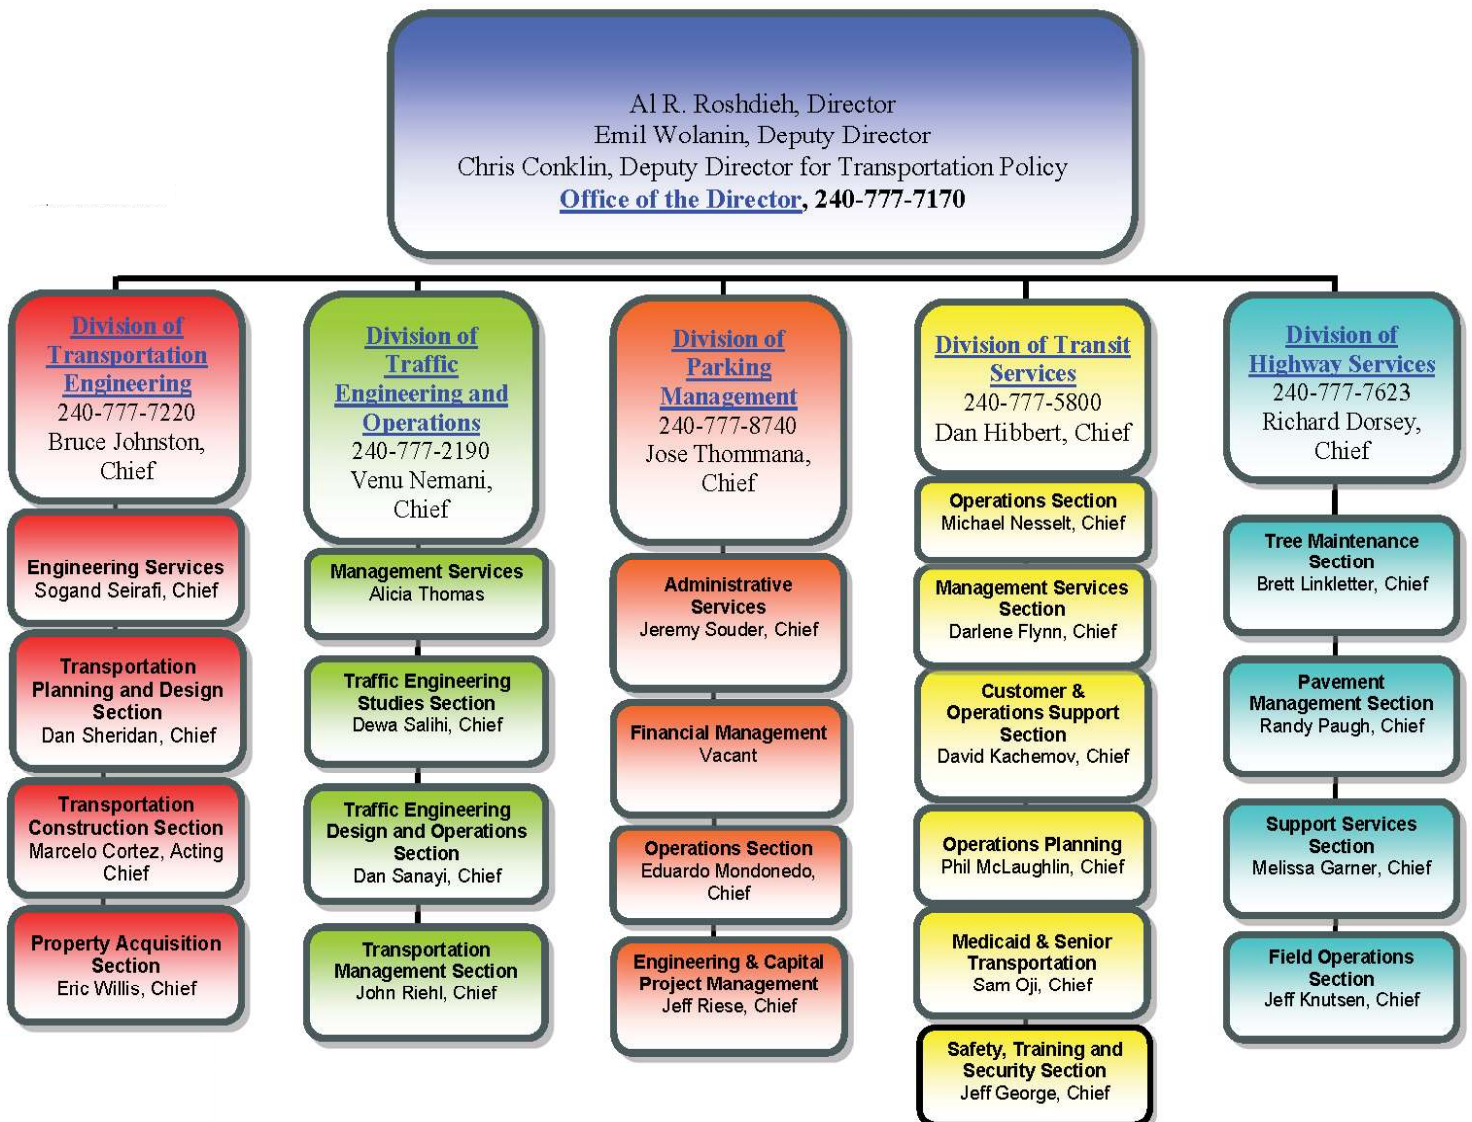 Al R. Roshdieh, Director
Emil Wolanin, Deputy Director
Chris Conklin, Deputy Director for Transportation Policy
Office of the Director, 240-777-7170
Division of
Transportation
Engineering
240-777-7220
Bruce Johnston,
Chief
Engineering Services
Sogand Seirafi, Chief
Transportation
Planning and Design
Section
Dan Sheridan, Chief
Transportation
Construction Section
Marcelo Cortez, Acting
Chief
Property Acquisition
Section
Eric Willis, Chief
Division of
Traffic
Engineering and
Operations
240-777-2190
Venu Nemani,
Chief
Management Services
Alicia Thomas
Traffic Engineering
Studies Section
Dewa Salihi, Chief
Traffic Engineering
Design and Operations
Section
Dan Sanayi, Chief
Transportation
Management Section
John Riehl, Chief
Division of
Parking
Management
240-777-8740
Jose Thommana,
Chief
Administrative
Services
Jeremy Souder, Chief
Financial Management
Vacant
Operations Section
Eduardo Mondonedo,
Chief
Engineering & Capital
Project Management
Jeff Riese, Chief
Division of Transit
Services
240-777-5800
Dan Hibbert, Chief
Operations Section
Michael Nesselt, Chief
Management Services
Section
Darlene Flynn, Chief
Customer &
Operations Support
Section
David Kachemov, Chief
Operations Planning
Phil McLaughlin, Chief
Medicaid & Senior
Transportation
Sam Oji, Chief
Safety, Training and
Security Section
Jeff George, Chief
Division of
Highway Services
240-777-7623
Richard Dorsey,
Chief
Tree Maintenance
Section
Brett Linkletter, Chief
Pavement
Management Section
Randy Paugh, Chief
Support Services
Section
Melissa Garner, Chief
Field Operations
Section
Jeff Knutsen, Chief